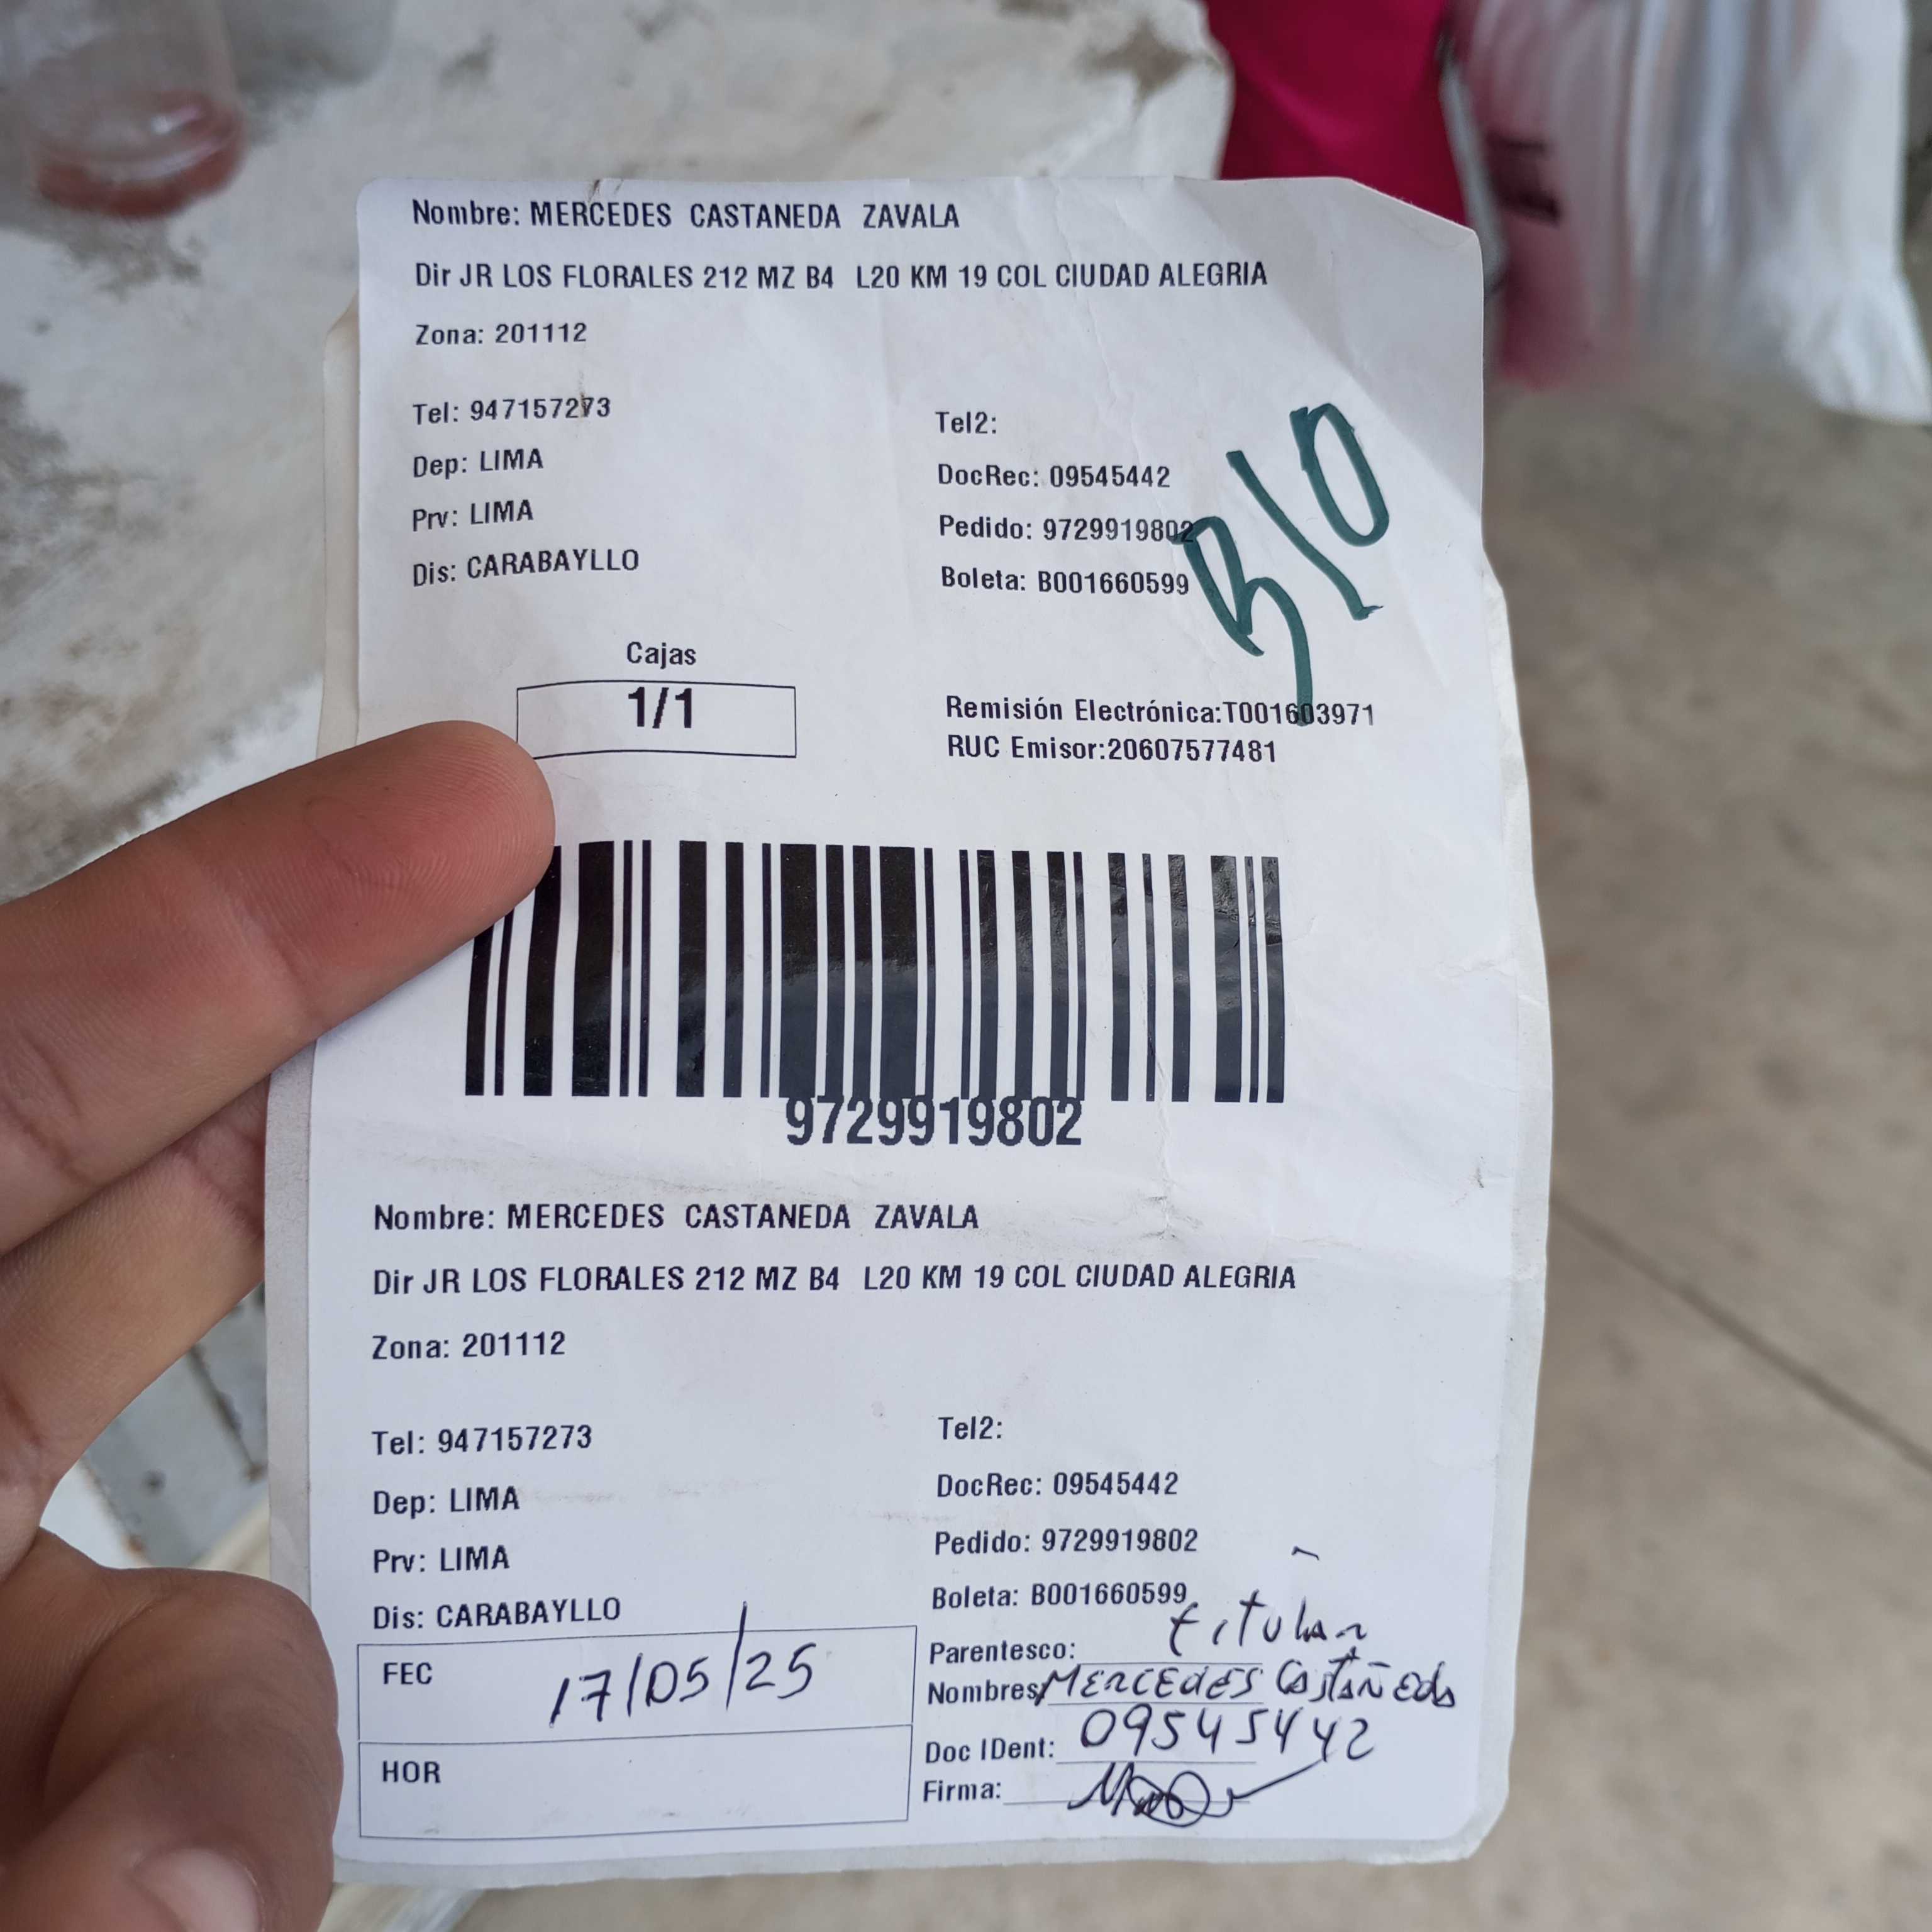 Nombre: MERCEDES CASTANEDA ZAVALA
Dir JR LOS FLORALES 212 MZ B4 L20 KM 19 COL CIUDAD ALEGRIA
Zona: 201112
Tel: 947157273
Tel2:
Dep: LIMA
DocRec: 09545442
Prv: LIMA
Pedido: 9729919802
Dis: CARABAYLLO
Boleta: B001660599
Cajas
1/1
Remisión Electrónica:T001603971
RUC Emisor:20607577481
9729919802
Nombre: MERCEDES CASTANEDA ZAVALA
Dir JR LOS FLORALES 212 MZ B4 L20 KM 19 COL CIUDAD ALEGRIA
Zona: 201112
Tel: 947157273
Tel2:
Dep: LIMA
DocRec: 09545442
Prv: LIMA
Pedido: 9729919802
Dis: CARABAYLLO
Boleta: B001660599
FEC 17/05/25
HOR
Parentesco: titular
Nombres MERCEdES CastAÑEda
Doc IDent: 09545442
Firma: